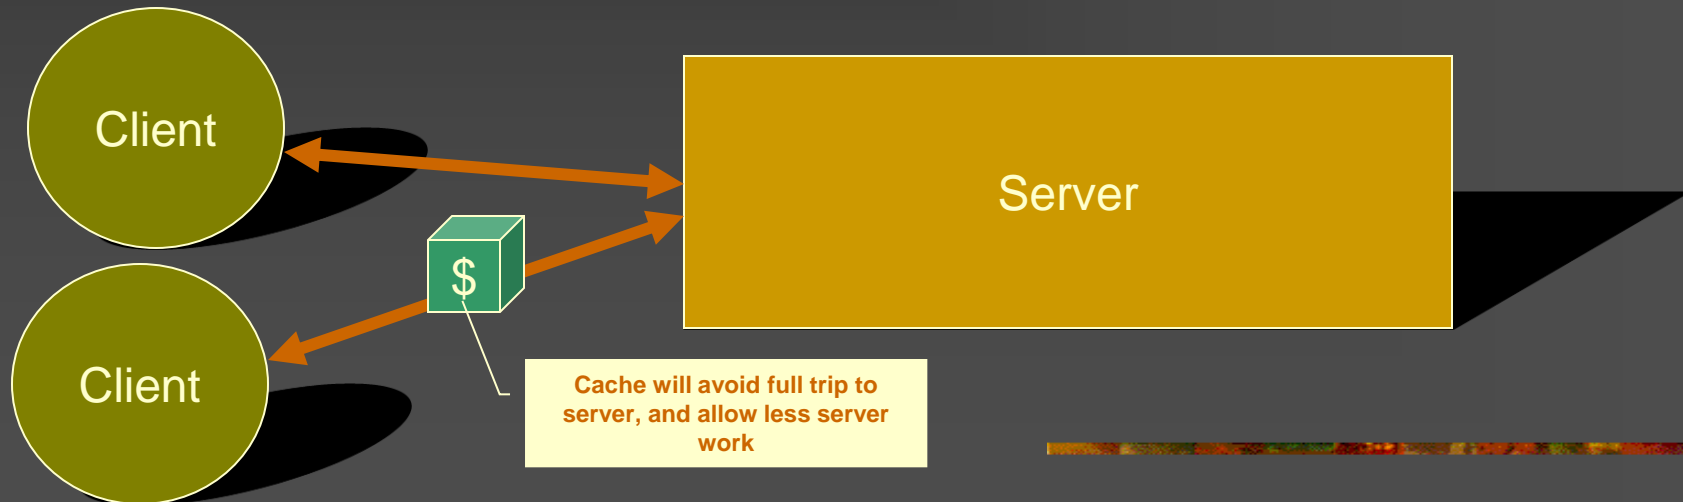 Client
Server
$
Client
Cache will avoid full trip to
server, and allow less server
work